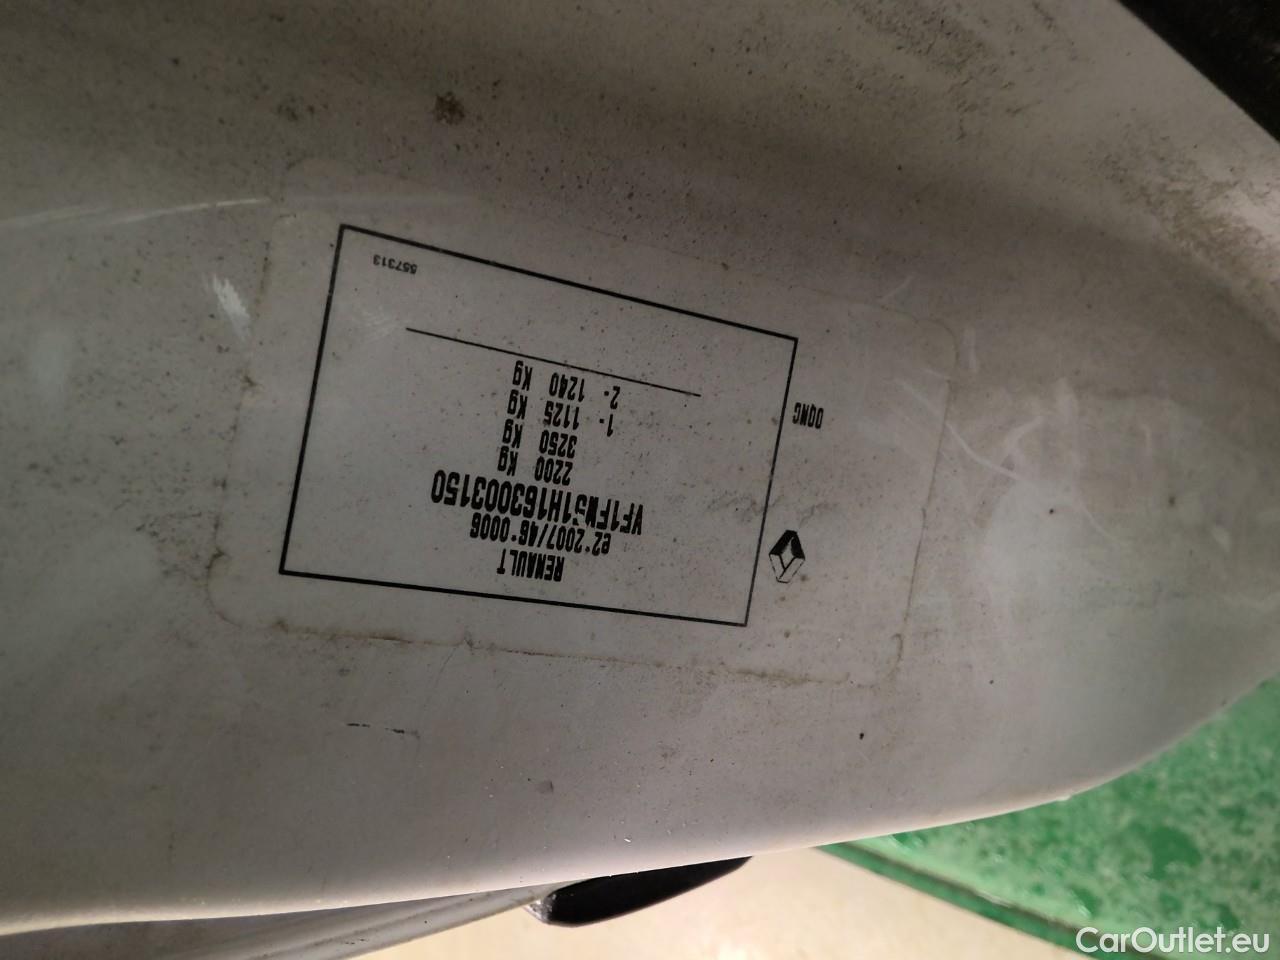 RENAULT
e2*2007/46*0006
VF1FW51H163003150
2200 Kg
3250 Kg
1- 1125 Kg
2- 1240 Kg
557313
DQWG
CarOutlet.eu